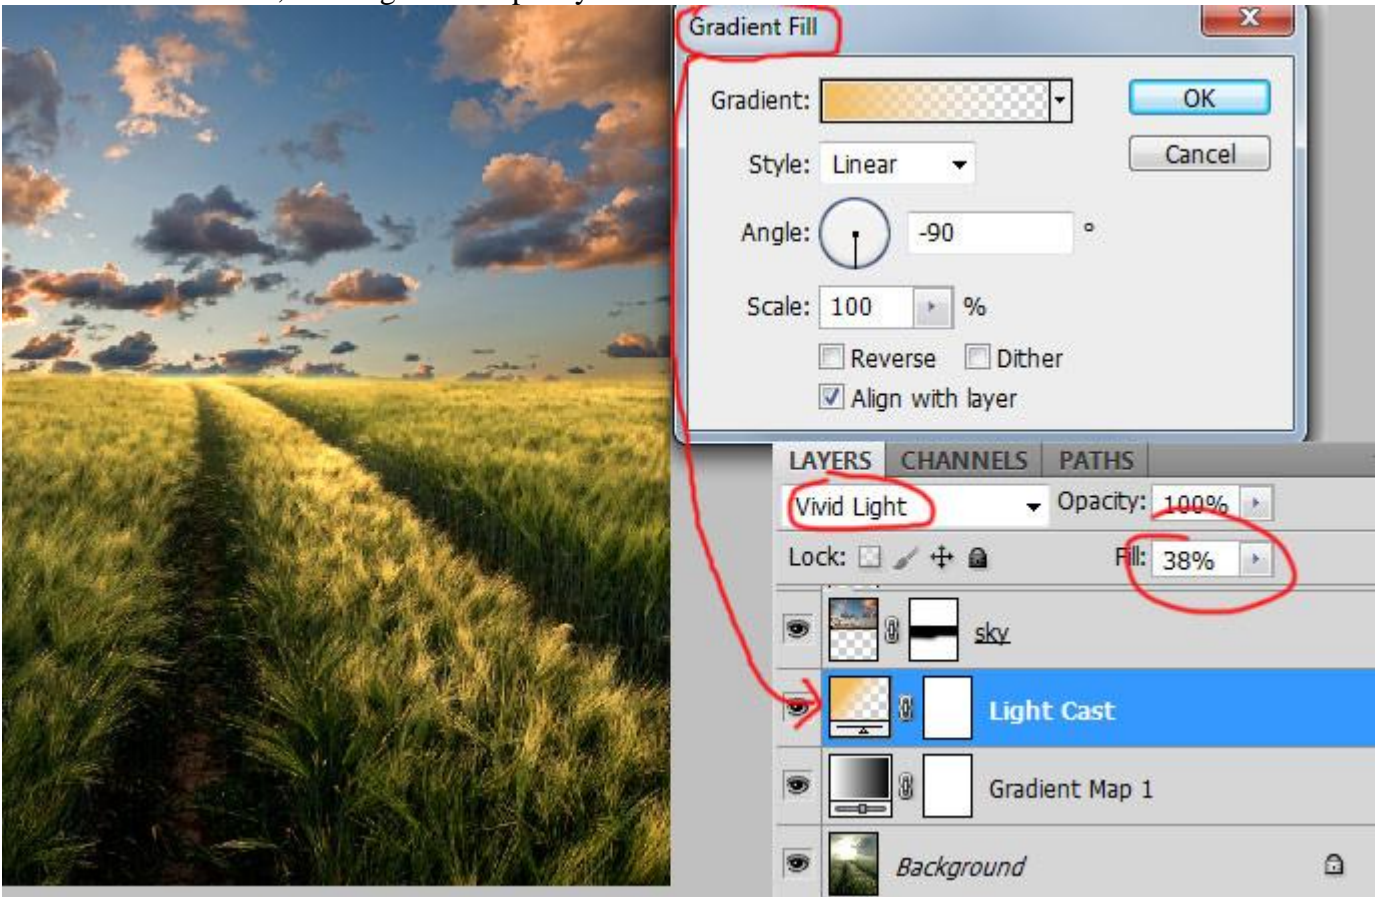 Gradient Fill
Gradient:
OK
Style: Linear
Cancel
Angle: -90 °
Scale: 100 %
Reverse Dither
Align with layer
LAYERS CHANNELS PATHS
Vivid Light Opacity: 100%
Lock: Fill: 38%
sky
Light Cast
Gradient Map 1
Background